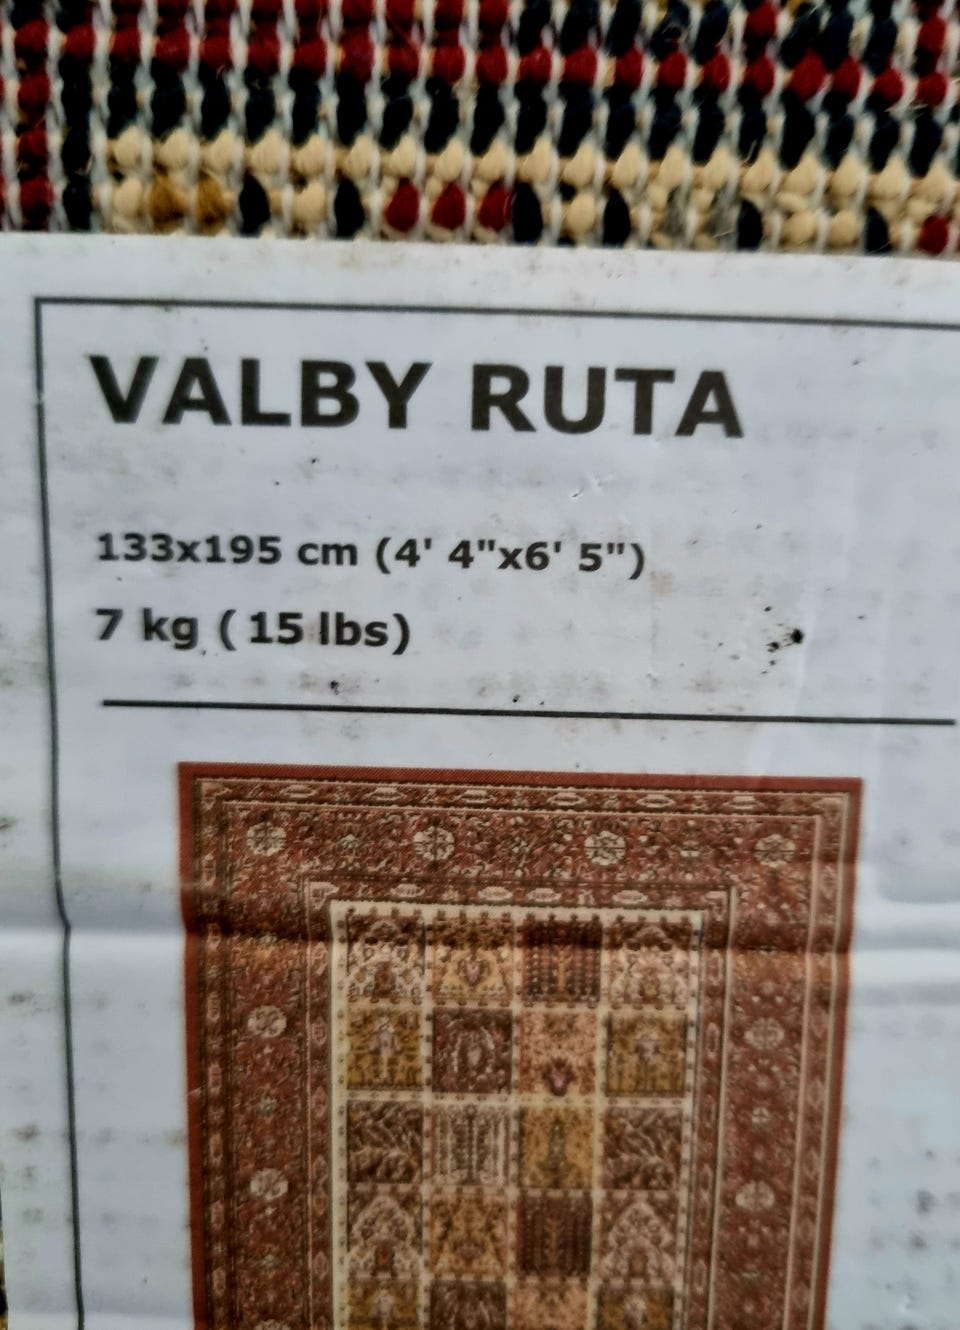 VALBY RUTA
133x195 cm (4' 4"x6' 5")
7 kg (15 lbs)